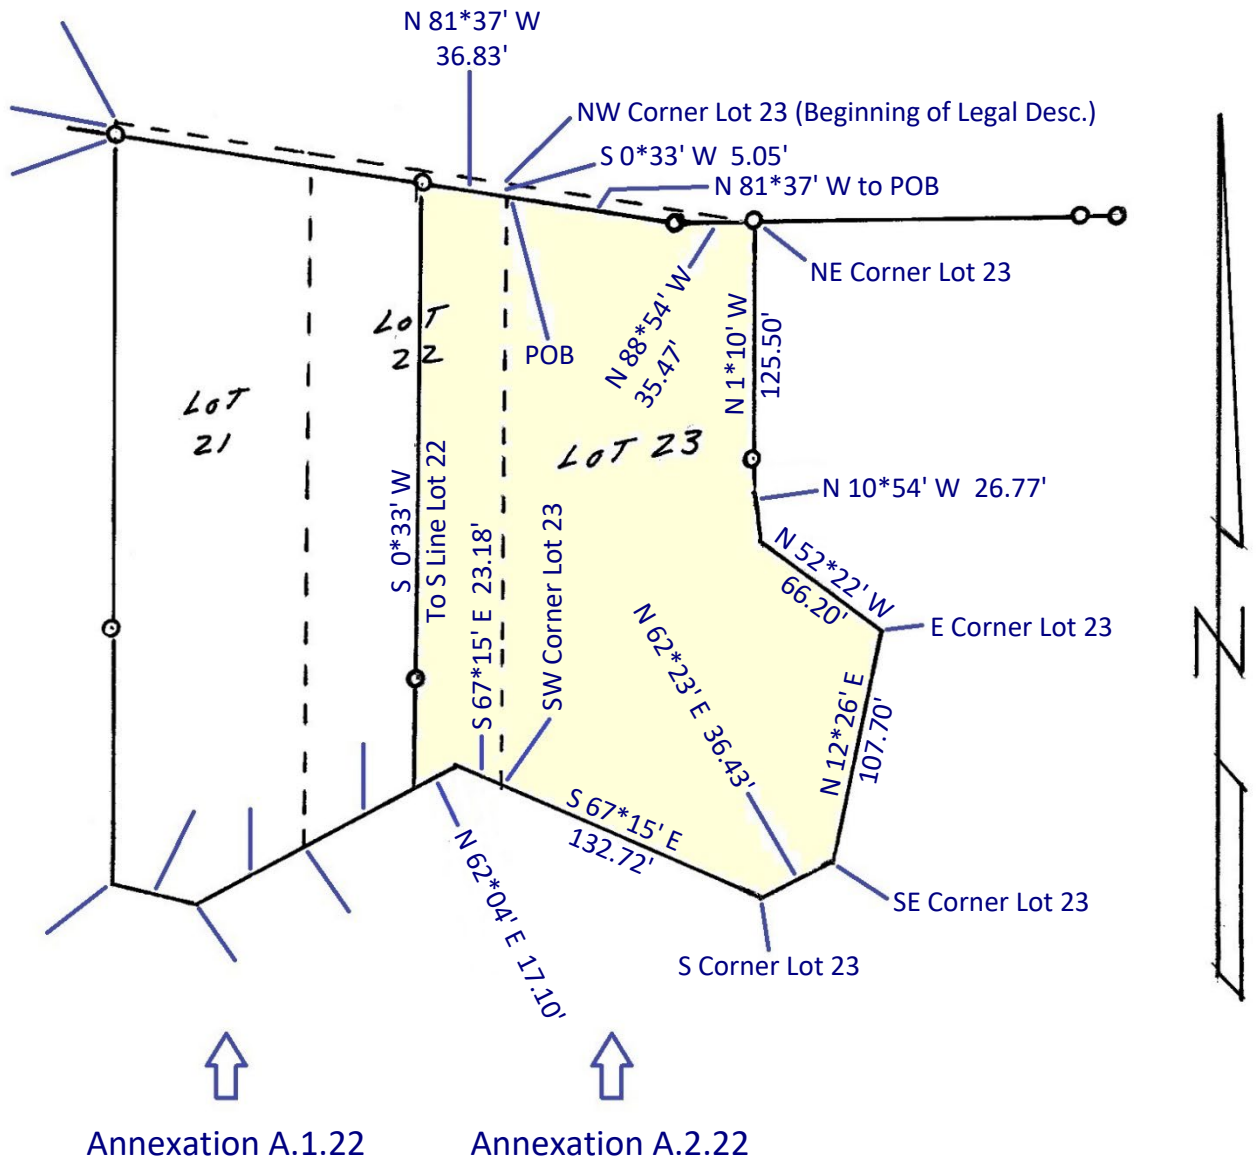 N 81*37' W
36.83'
NW Corner Lot 23 (Beginning of Legal Desc.)
S 0*33' W 5.05'
N 81*37' W to POB
NE Corner Lot 23
POB
N 88*54' W
35.47'
N 1*10' W
125.50'
LOT
22
LOT
21
LOT 23
S 0*33' W
To S Line Lot 22
S 67*15' E 23.18'
SW Corner Lot 23
N 10*54' W 26.77'
N 52*22' W
66.20'
E Corner Lot 23
N 62*23' E 36.43'
N 12*26' E
107.70'
S 67*15' E
132.72'
N 62*04' E 17.10'
SE Corner Lot 23
S Corner Lot 23
N
Annexation A.1.22
Annexation A.2.22